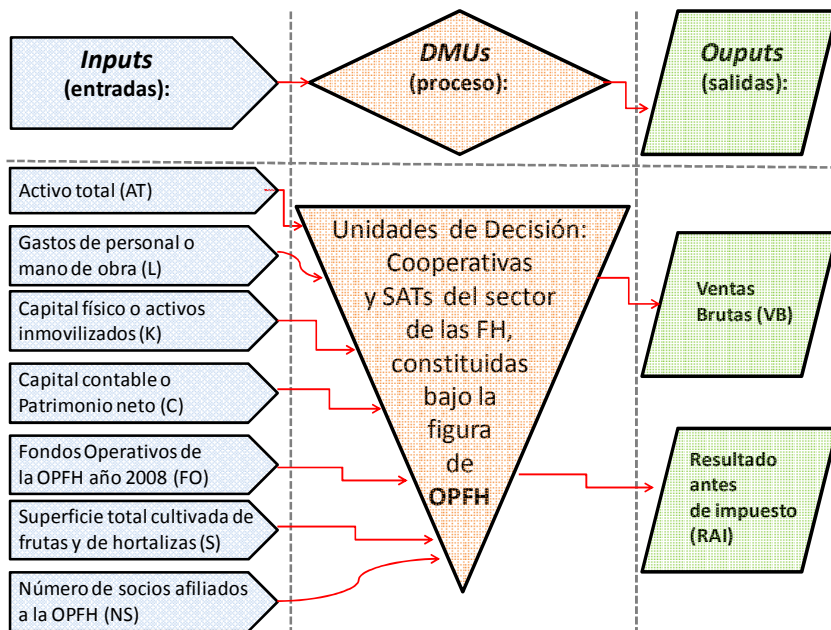 Inputs
(entradas):
DMUs
(proceso):
Ouputs
(salidas):
Activo total (AT)
Gastos de personal o
mano de obra (L)
Capital físico o activos
inmovilizados (K)
Capital contable o
Patrimonio neto (C)
Fondos Operativos de
la OPFH año 2008 (FO)
Superficie total cultivada de
frutas y de hortalizas (S)
Número de socios afiliados
a la OPFH (NS)
Unidades de Decisión:
Cooperativas
y SATs del sector
de las FH,
constituidas
bajo la
figura
de
OPFH
Ventas
Brutas (VB)
Resultado
antes
de impuesto
(RAI)